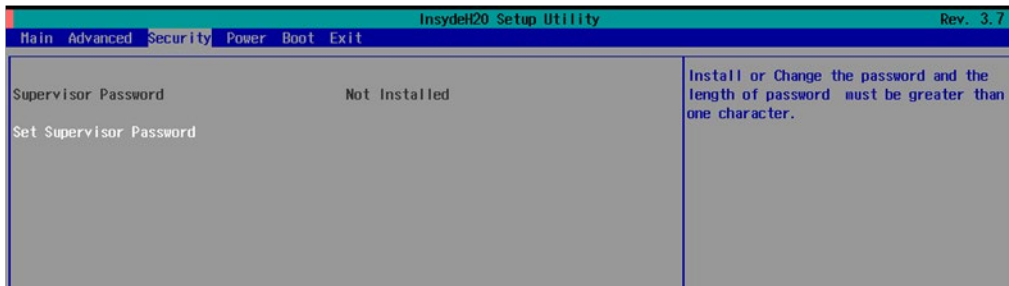 InsydeH20 Setup Utility Rev. 3.7
Main Advanced Security Power Boot Exit
Supervisor Password Not Installed
Set Supervisor Password
Install or Change the password and the
length of password must be greater than
one character.